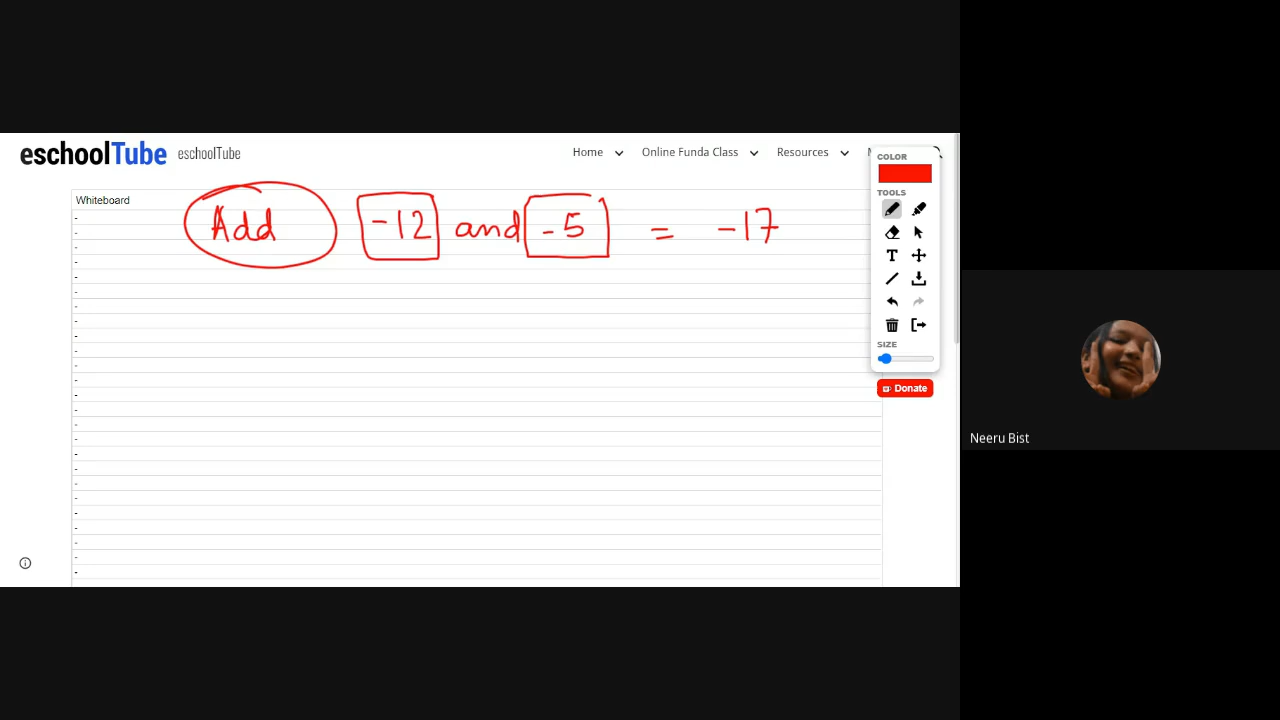 eschoolTube eschoolTube Home Online Funda Class Resources
COLOR
TOOLS
Whiteboard
Add -12 and -5 = -17
T
SIZE
Donate
Neeru Bist